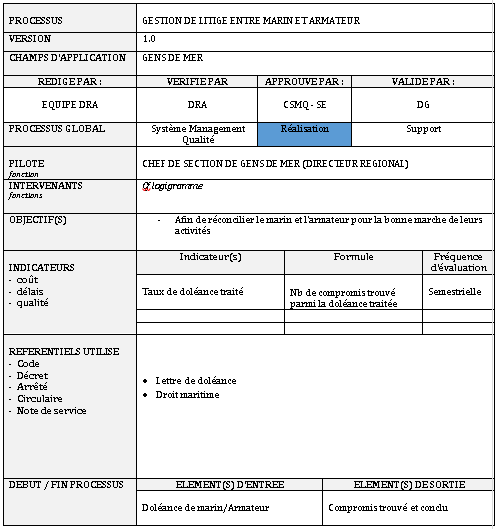 PROCESSUS GESTION DE LITIGE ENTRE MARIN ET ARMATEUR
VERSION 1.0
CHAMPS D'APPLICATION GENS DE MER
REDIGE PAR : VERIFIE PAR APPROUVE PAR : VALIDE PAR :
EQUIPE DRA DRA CSMQ - SE DG
PROCESSUS GLOBAL Système Management Réalisation Support
Qualité
PILOTE CHEF DE SECTION DE GENS DE MER (DIRECTEUR REGIONAL)
fonction
INTERVENANTS Cf logigramme
fonctions
OBJECTIF(S) - Afin de réconcilier le marin et l'armateur pour la bonne marche de leurs
activités
Indicateur(s) Formule Fréquence
d'évaluation
INDICATEURS
- coût
- délais Taux de doléance traité Nb de compromis trouvé Semestrielle
- qualité parmi la doléance traitée
REFERENTIELS UTILISE
- Code
- Décret
- Arrêté • Lettre de doléance
- Circulaire • Droit maritime
- Note de service
DEBUT / FIN PROCESSUS ELEMENT(S) D'ENTREE ELEMENT(S) DE SORTIE
Doléance de marin/Armateur Compromis trouvé et conclu